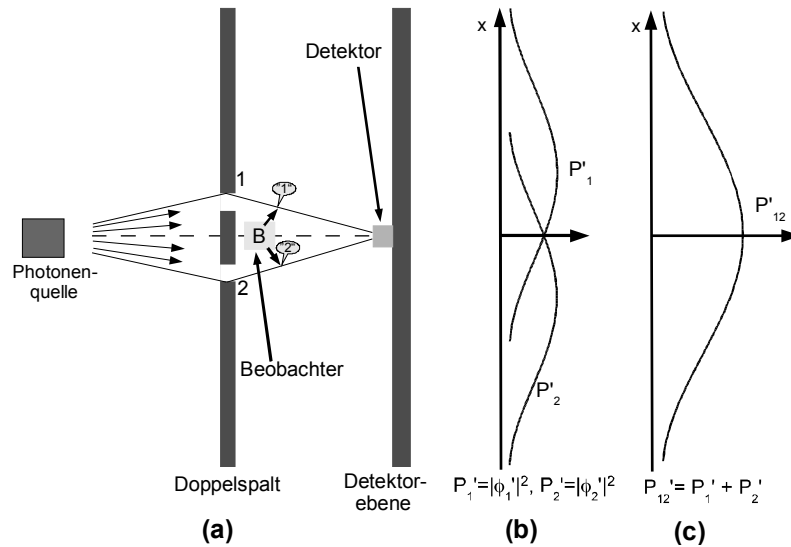 x
x
Detektor
1
"1"
P'₁
P'₁₂
B
"2"
Photonen-
quelle
2
Beobachter
P'₂
Doppelspalt
Detektor-
ebene
P₁'=|ϕ₁'|², P₂'=|ϕ₂'|²
P₁₂'= P₁' + P₂'
(a)
(b)
(c)